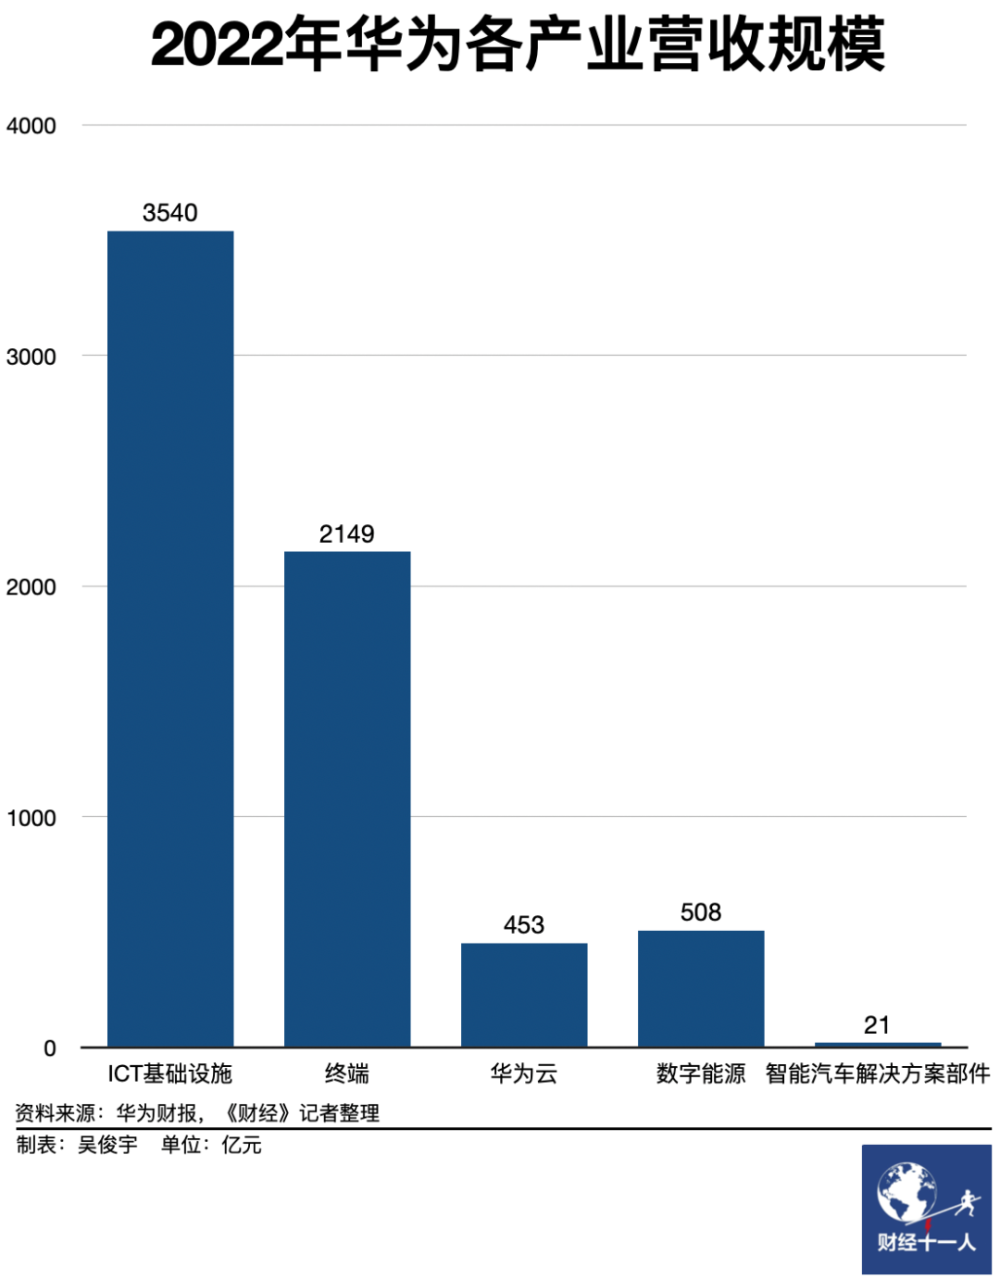 2022年华为各产业营收规模
4000
3540
3000
2149
2000
1000
453
508
21
0
ICT基础设施 终端 华为云 数字能源 智能汽车解决方案部件
资料来源：华为财报，《财经》记者整理
制表：吴俊宇 单位：亿元
财经十一人